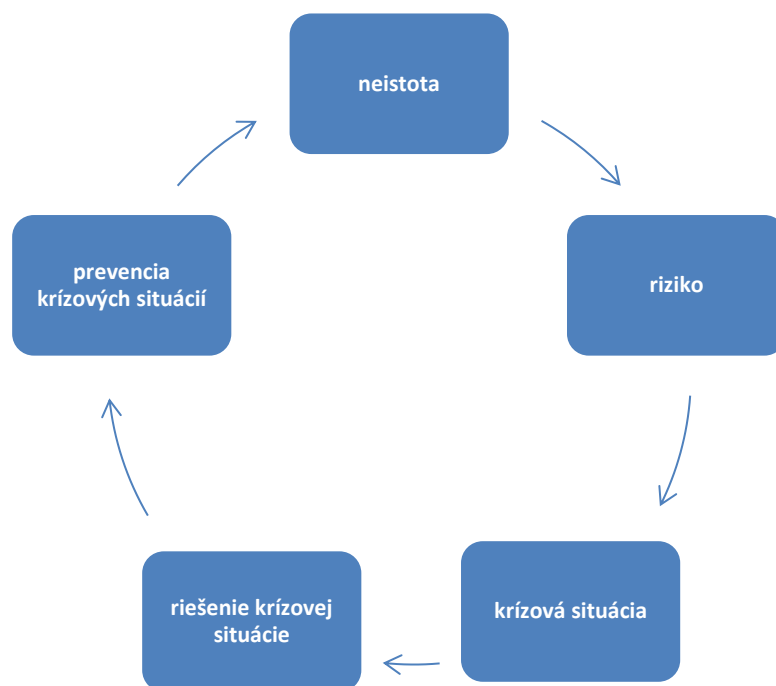 neistota
riziko
krízová situácia
riešenie krízovej
situácie
prevencia
krízových situácií